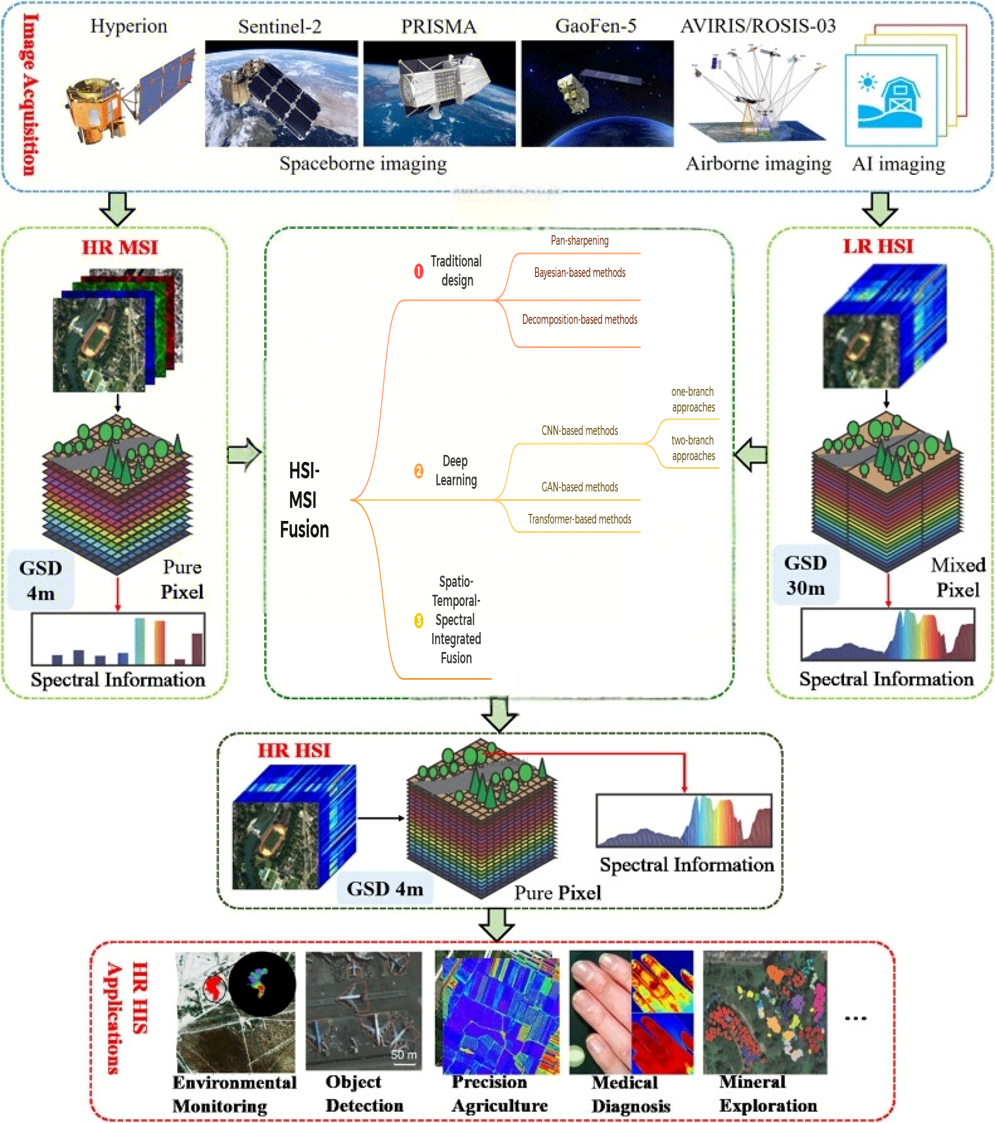 Image Acquisition
Hyperion
Sentinel-2
PRISMA
GaoFen-5
AVIRIS/ROSIS-03
Spaceborne imaging
Airborne imaging
AI imaging
HR MSI
GSD
4m
Pure
Pixel
Spectral Information
HSI-
MSI
Fusion
1
Traditional
design
Pan-sharpening
Bayesian-based methods
Decomposition-based methods
2
Deep
Learning
CNN-based methods
one-branch
approaches
two-branch
approaches
GAN-based methods
Transformer-based methods
3
Spatio-
Temporal-
Spectral
Integrated
Fusion
LR HSI
GSD
30m
Mixed
Pixel
Spectral Information
HR HSI
GSD 4m
Pure Pixel
Spectral Information
HR HIS
Applications
50 m
Environmental
Monitoring
Object
Detection
Precision
Agriculture
Medical
Diagnosis
Mineral
Exploration
...